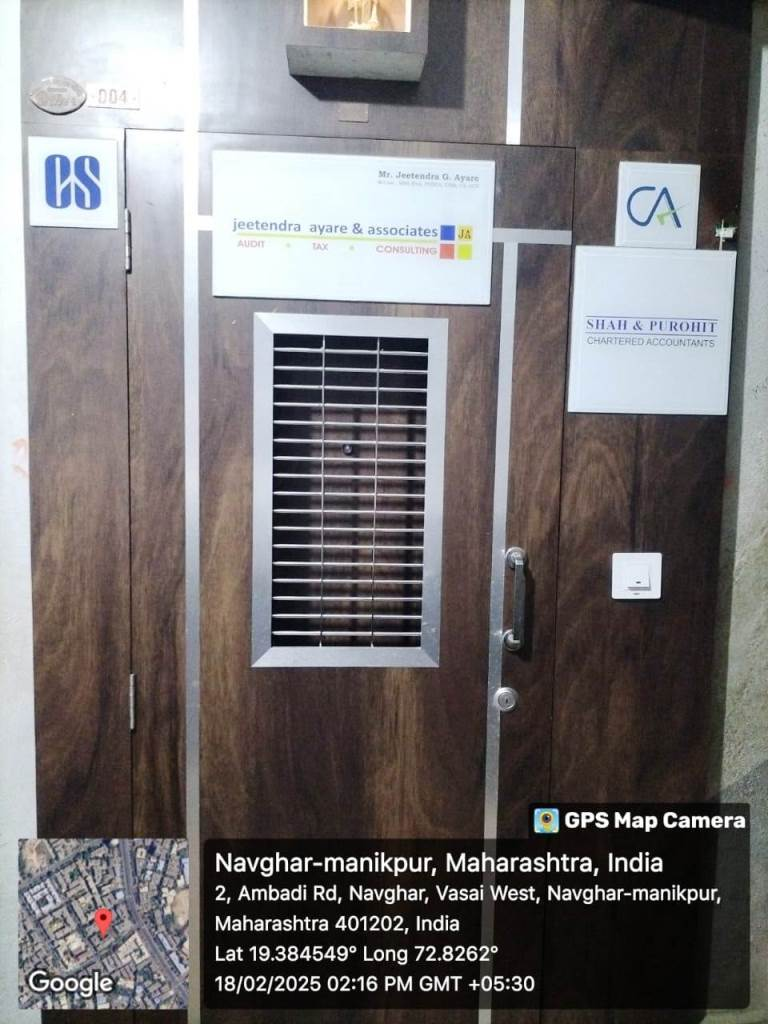 004
CS
Mr. Jeetendra G. Ayare
jeetendra ayare & associates
JA
AUDIT TAX CONSULTING
CA
SHAH & PUROHIT
CHARTERED ACCOUNTANTS
GPS Map Camera
Navghar-manikpur, Maharashtra, India
2, Ambadi Rd, Navghar, Vasai West, Navghar-manikpur,
Maharashtra 401202, India
Lat 19.384549° Long 72.8262°
18/02/2025 02:16 PM GMT +05:30
Google